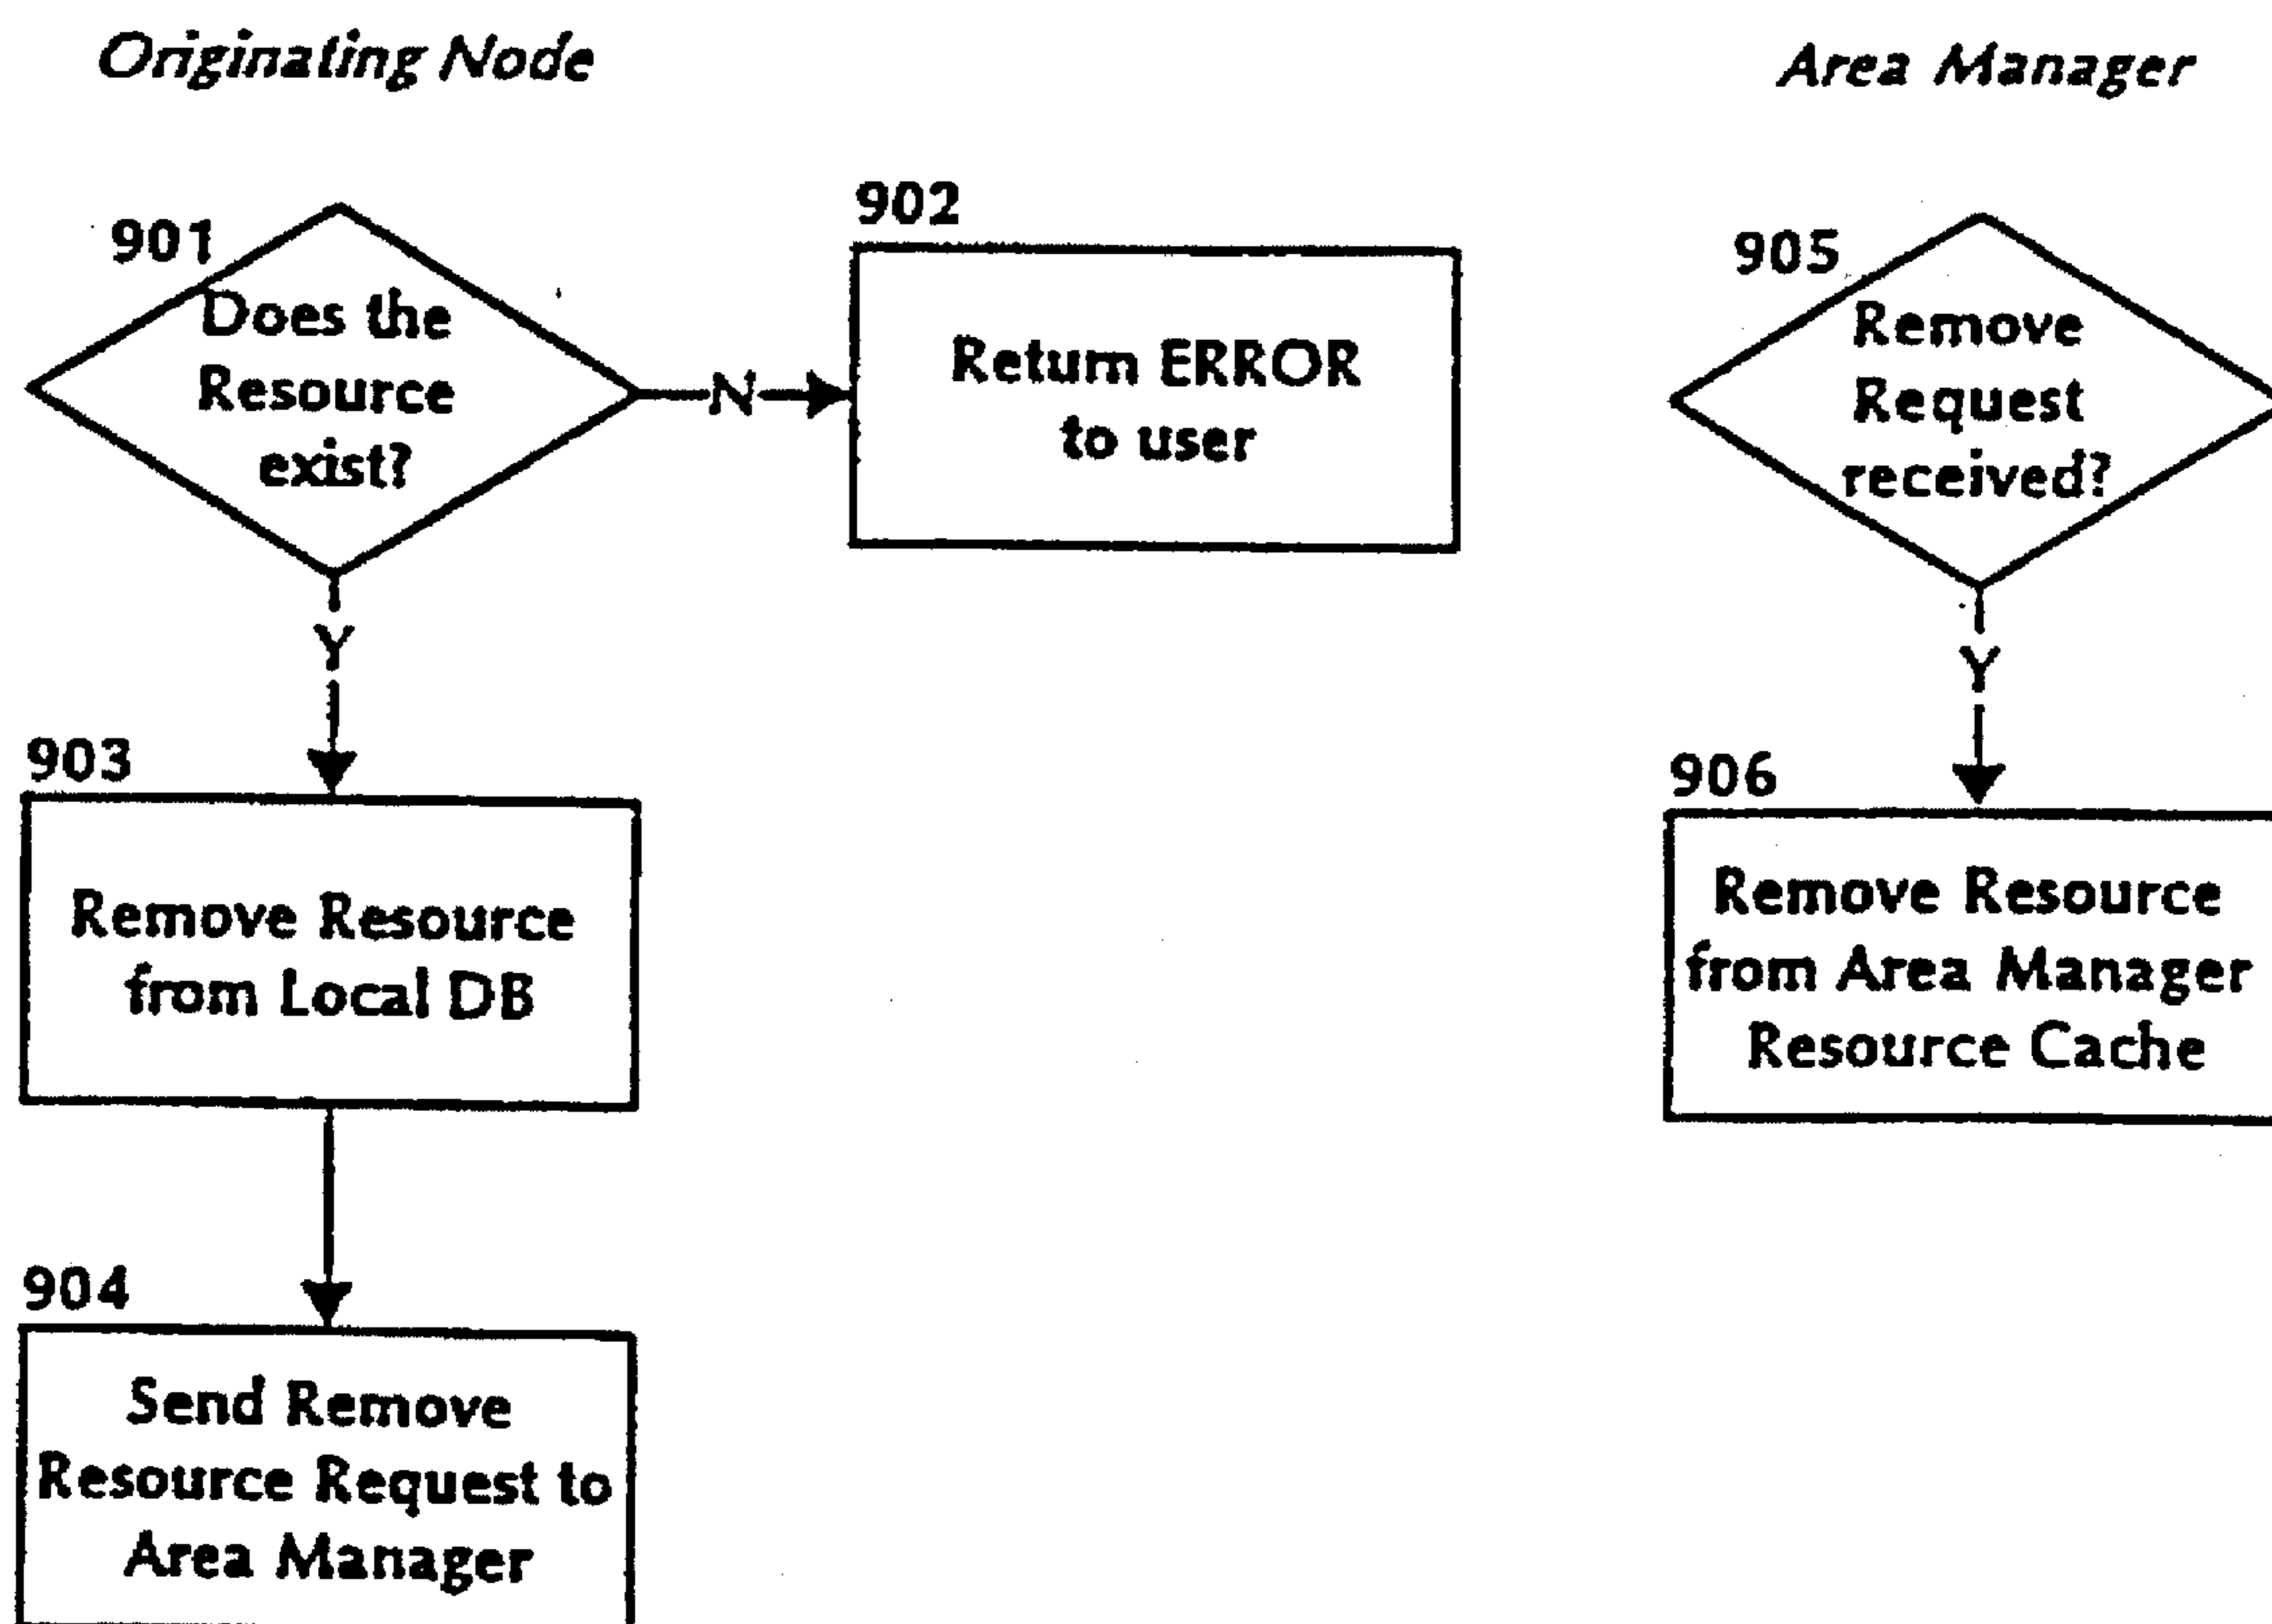 Originating Node
Area Manager
901
Does the
Resource
exist?
N
902
Return ERROR
to user
Y
903
Remove Resource
from Local DB
904
Send Remove
Resource Request to
Area Manager
905
Remove
Request
received?
Y
906
Remove Resource
from Area Manager
Resource Cache